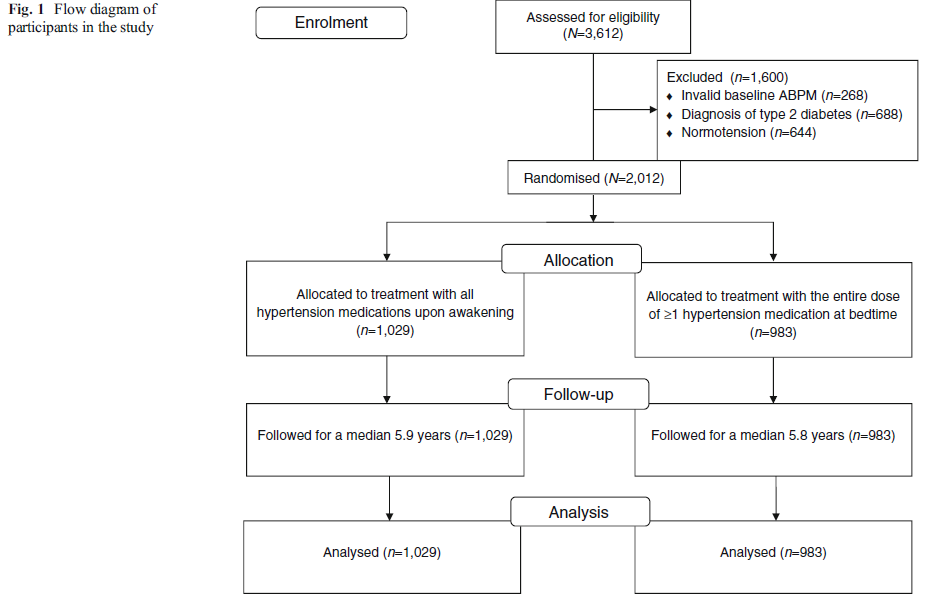 Fig. 1 Flow diagram of
participants in the study
Enrolment
Assessed for eligibility
(N=3,612)
Excluded (n=1,600)
♦ Invalid baseline ABPM (n=268)
♦ Diagnosis of type 2 diabetes (n=688)
♦ Normotension (n=644)
Randomised (N=2,012)
Allocation
Allocated to treatment with all
hypertension medications upon awakening
(n=1,029)
Allocated to treatment with the entire dose
of ≥1 hypertension medication at bedtime
(n=983)
Follow-up
Followed for a median 5.9 years (n=1,029)
Followed for a median 5.8 years (n=983)
Analysis
Analysed (n=1,029)
Analysed (n=983)